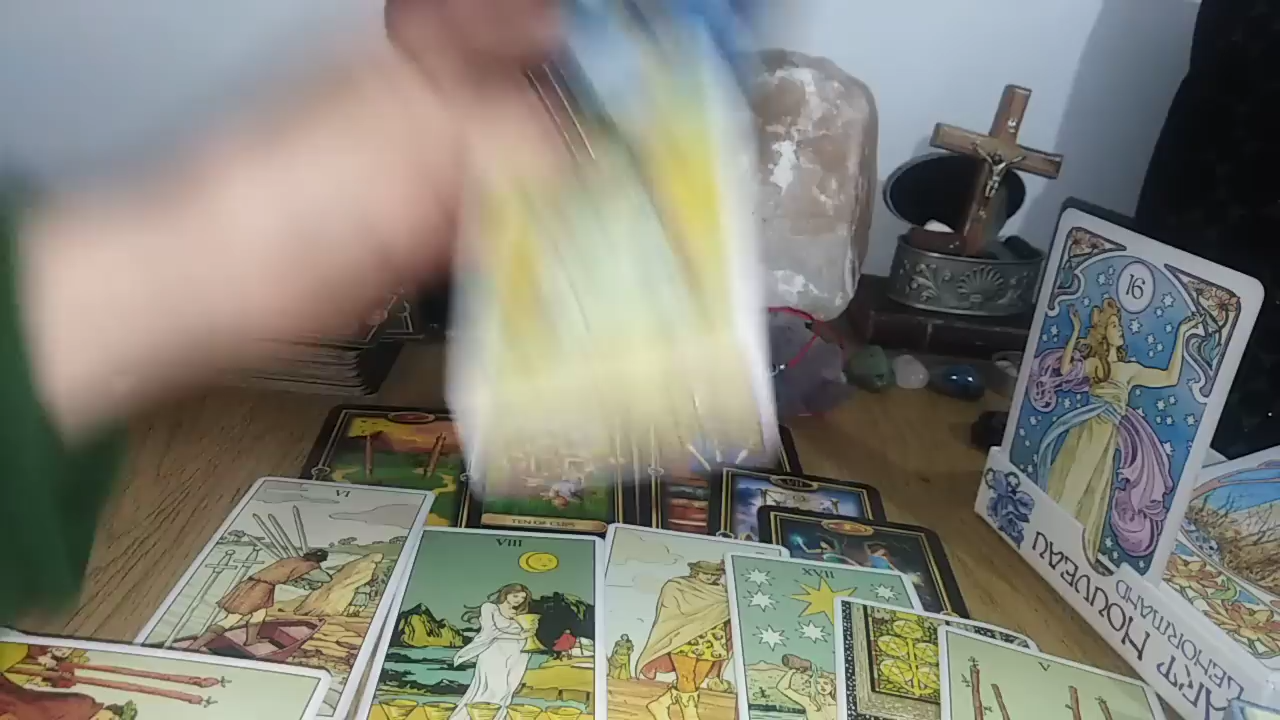 16
TEN OF CUPS
VI
VIII
XVII
V
ART NOUVEAU
LENORMAND